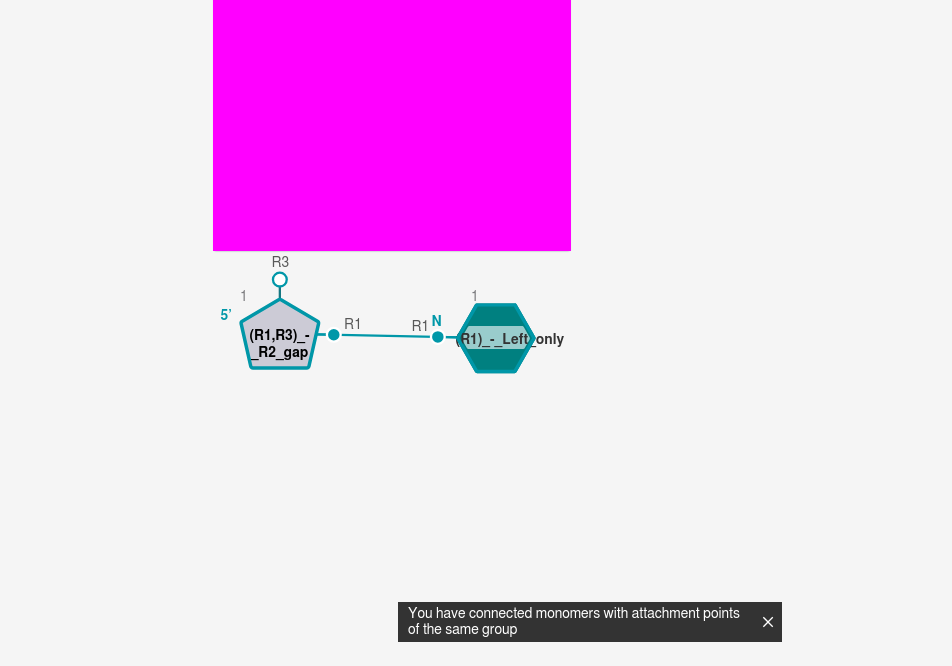 R3
1
1
5’
R1
R1
N
(R1,R3)_-
_R2_gap
(R1)_-_Left_only
You have connected monomers with attachment points
of the same group